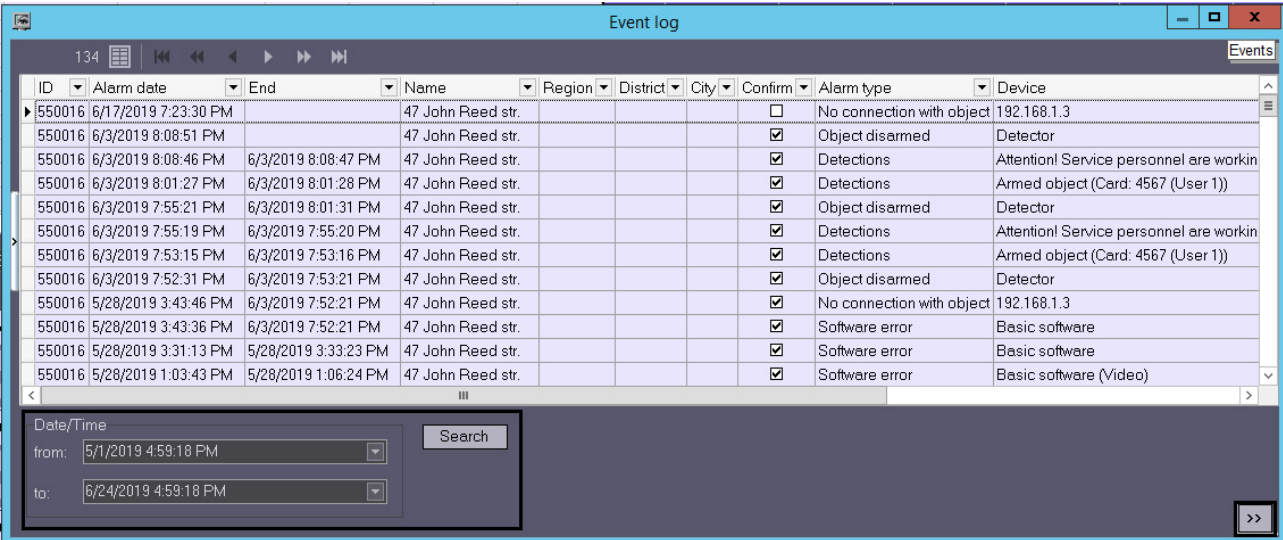 Event log
134
Events
ID Alarm date End Name Region District City Confirm Alarm type Device
550016 6/17/2019 7:23:30 PM 47 John Reed str. No connection with object 192.168.1.3
550016 6/3/2019 8:08:51 PM 47 John Reed str. Object disarmed Detector
550016 6/3/2019 8:08:46 PM 6/3/2019 8:08:47 PM 47 John Reed str. Detections Attention! Service personnel are workin
550016 6/3/2019 8:01:27 PM 6/3/2019 8:01:28 PM 47 John Reed str. Detections Armed object (Card: 4567 (User 1))
550016 6/3/2019 7:55:21 PM 6/3/2019 8:01:31 PM 47 John Reed str. Object disarmed Detector
550016 6/3/2019 7:55:19 PM 6/3/2019 7:55:20 PM 47 John Reed str. Detections Attention! Service personnel are workin
550016 6/3/2019 7:53:15 PM 6/3/2019 7:53:16 PM 47 John Reed str. Detections Armed object (Card: 4567 (User 1))
550016 6/3/2019 7:52:31 PM 6/3/2019 7:53:21 PM 47 John Reed str. Object disarmed Detector
550016 5/28/2019 3:43:46 PM 6/3/2019 7:52:21 PM 47 John Reed str. No connection with object 192.168.1.3
550016 5/28/2019 3:43:36 PM 6/3/2019 7:52:21 PM 47 John Reed str. Software error Basic software
550016 5/28/2019 3:31:13 PM 5/28/2019 3:33:23 PM 47 John Reed str. Software error Basic software
550016 5/28/2019 1:03:43 PM 5/28/2019 1:06:24 PM 47 John Reed str. Software error Basic software (Video)
Date/Time
from: 5/1/2019 4:59:18 PM
Search
to: 6/24/2019 4:59:18 PM
>>